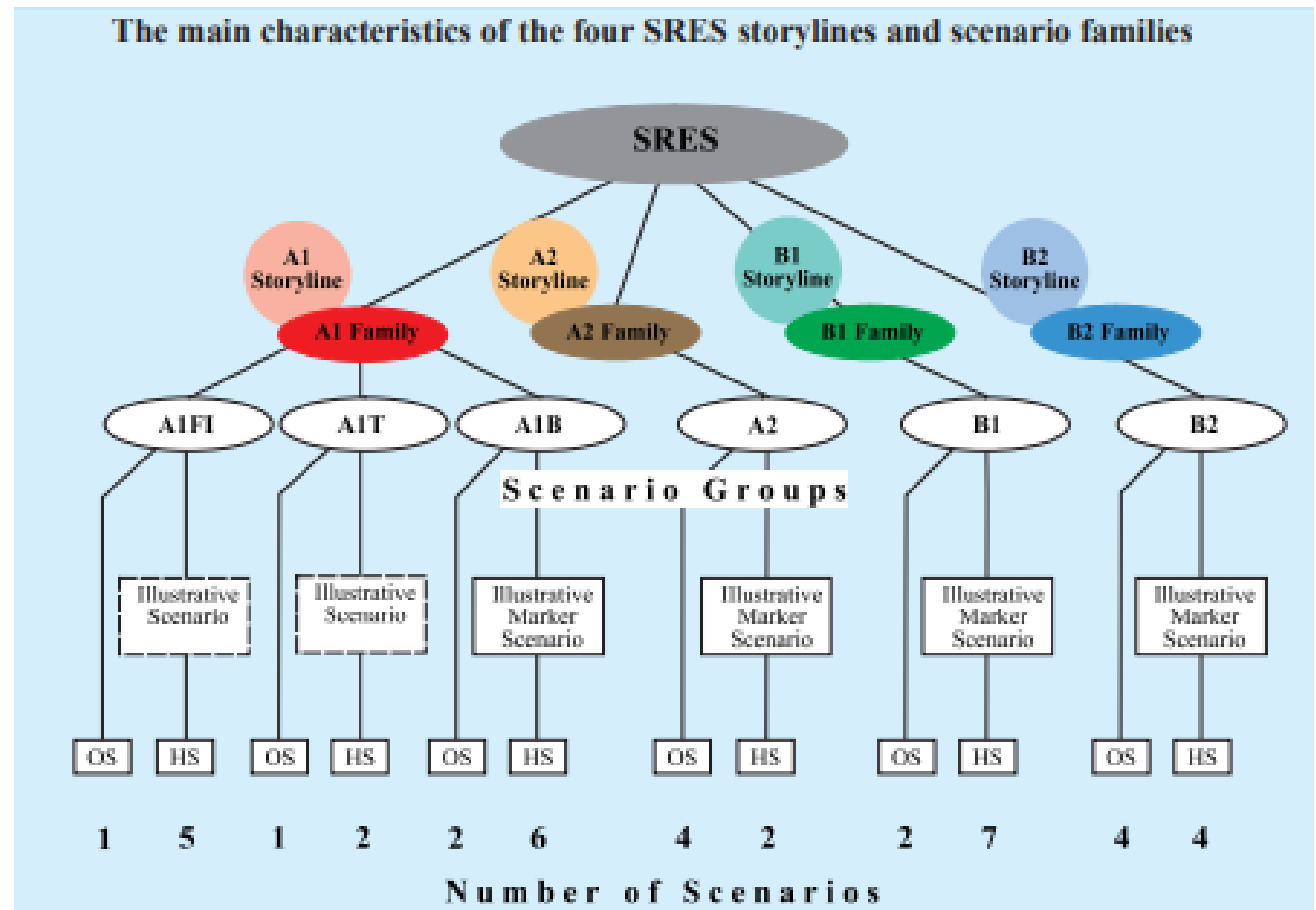 The main characteristics of the four SRES storylines and scenario families
SRES
A1
Storyline
A2
Storyline
B1
Storyline
B2
Storyline
A1 Family
A2 Family
B1 Family
B2 Family
A1FI
A1T
A1B
A2
B1
B2
Scenario Groups
Illustrative
Scenario
Illustrative
Scenario
Illustrative
Marker
Scenario
Illustrative
Marker
Scenario
Illustrative
Marker
Scenario
Illustrative
Marker
Scenario
OS HS OS HS OS HS OS HS OS HS OS HS
1 5 1 2 2 6 4 2 2 7 4 4
Number of Scenarios